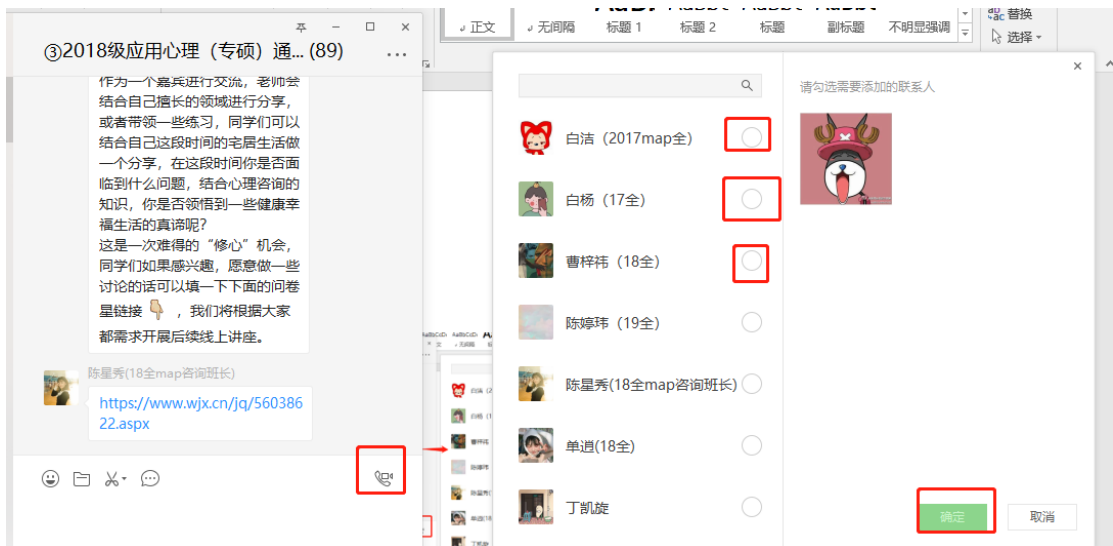 ③2018级应用心理（专硕）通... (89)
作为一个嘉宾进行交流，老师会
结合自己擅长的领域进行分享，
或者带领一些练习，同学们可以
结合自己这段时间的宅居生活做
一个分享，在这段时间你是否面
临到什么问题，结合心理咨询的
知识，你是否领悟到一些健康幸
福生活的真谛呢？
这是一次难得的“修心”机会，
同学们如果感兴趣，愿意做一些
讨论的话可以填一下下面的问卷
星链接 ，我们将根据大家
都需求开展后续线上讲座。
陈星秀(18全map咨询班长)
https://www.wjx.cn/jq/560386
22.aspx
正文
无间隔
标题 1
标题 2
标题
副标题
不明显强调
替换
选择
请勾选需要添加的联系人
白洁（2017map全）
白杨（17全）
曹梓祎（18全）
陈婷玮（19全）
陈星秀(18全map咨询班长)
单逍(18全)
丁凯旋
确定
取消